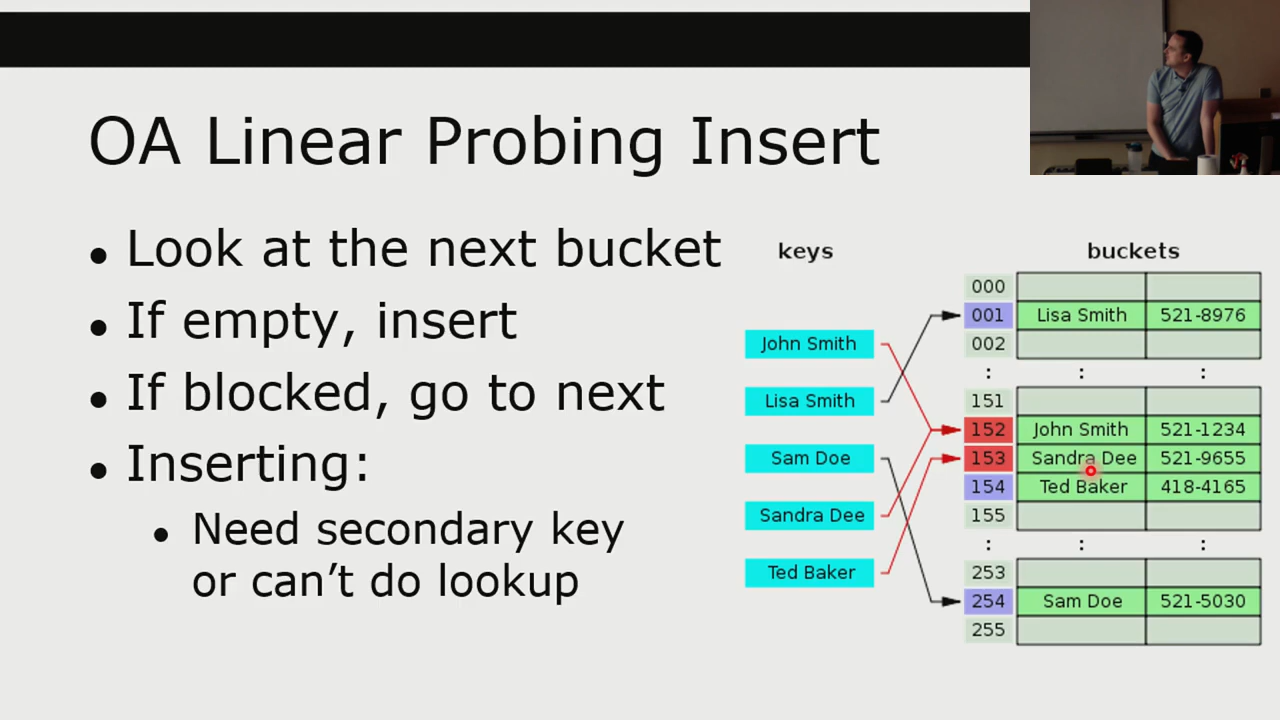 OA Linear Probing Insert
● Look at the next bucket
● If empty, insert
● If blocked, go to next
● Inserting:
● Need secondary key
or can’t do lookup
keys
John Smith
Lisa Smith
Sam Doe
Sandra Dee
Ted Baker
buckets
000
001 Lisa Smith 521-8976
002
: : :
151
152 John Smith 521-1234
153 Sandra Dee 521-9655
154 Ted Baker 418-4165
155
: : :
253
254 Sam Doe 521-5030
255